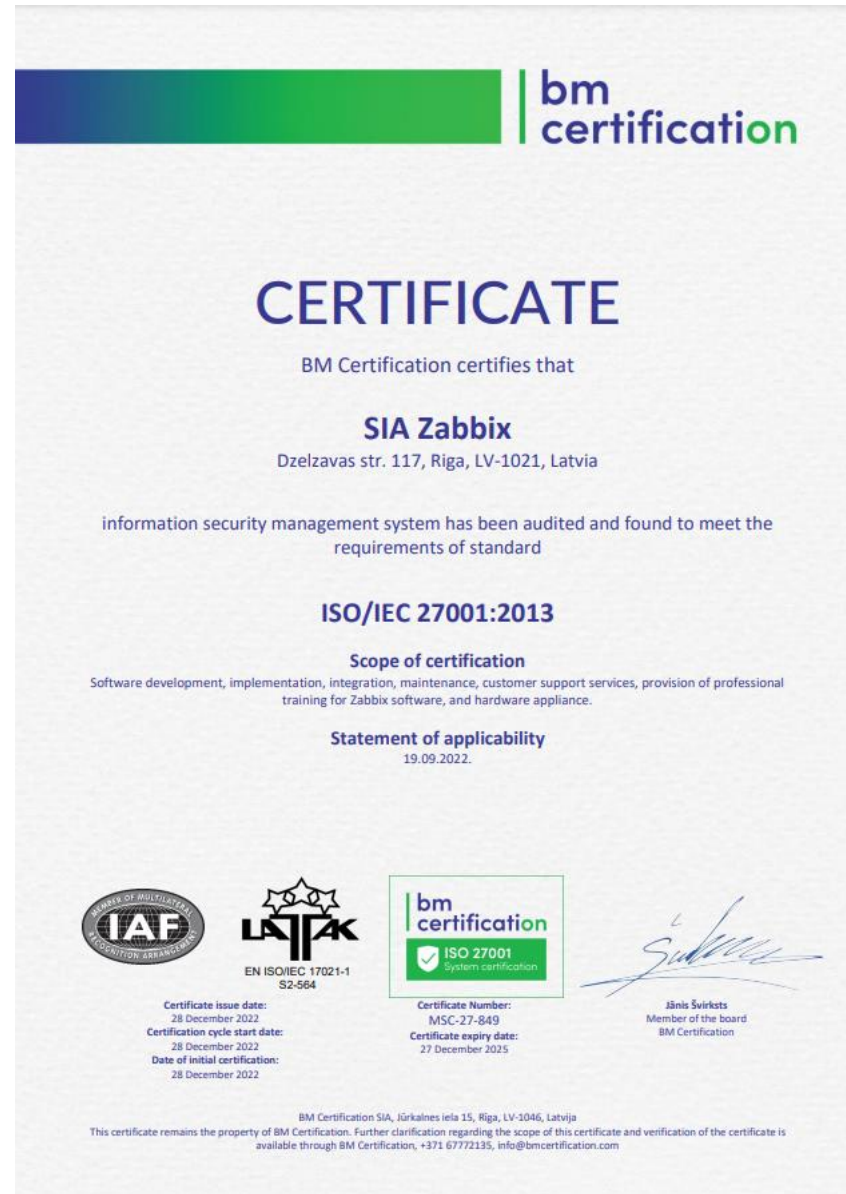 bm
certification
CERTIFICATE
BM Certification certifies that
SIA Zabbix
Dzelzavas str. 117, Riga, LV-1021, Latvia
information security management system has been audited and found to meet the
requirements of standard
ISO/IEC 27001:2013
Scope of certification
Software development, implementation, integration, maintenance, customer support services, provision of professional
training for Zabbix software, and hardware appliance.
Statement of applicability
19.09.2022.
MEMBER OF MULTILATERAL
IAF
RECOGNITION ARRANGEMENT
LATAK
EN ISO/IEC 17021-1
S2-564
bm
certification
ISO 27001
System certification
Certificate issue date:
28 December 2022
Certification cycle start date:
28 December 2022
Date of initial certification:
28 December 2022
Certificate Number:
MSC-27-849
Certificate expiry date:
27 December 2025
Jānis Švirksts
Member of the board
BM Certification
BM Certification SIA, Jūrkalnes iela 15, Rīga, LV-1046, Latvija
This certificate remains the property of BM Certification. Further clarification regarding the scope of this certificate and verification of the certificate is
available through BM Certification, +371 67772135, info@bmcertification.com